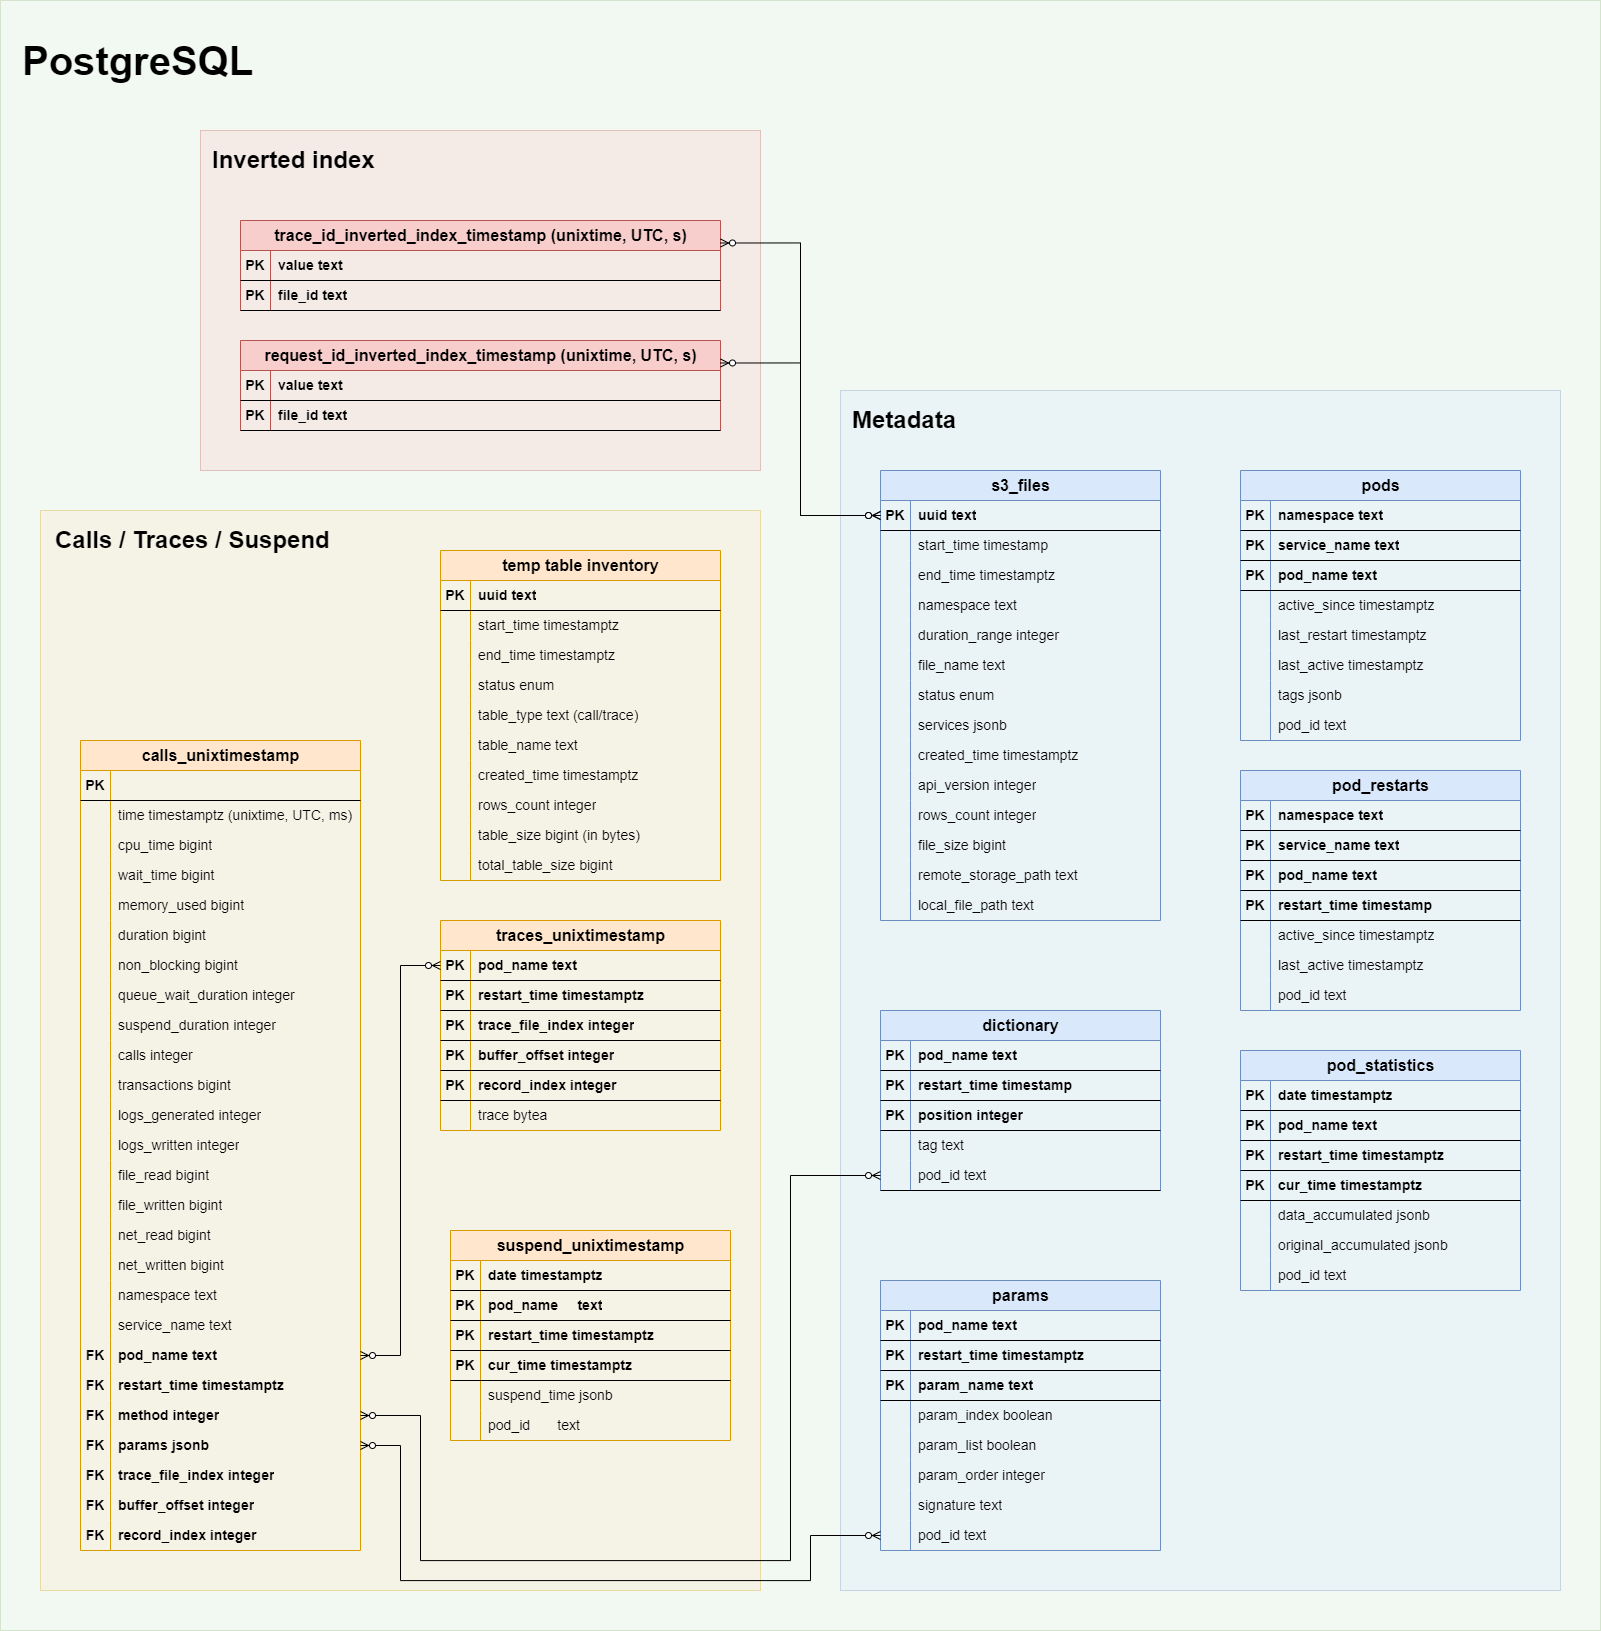 PostgreSQL
Inverted index
trace_id_inverted_index_timestamp (unixtime, UTC, s)
PK value text
PK file_id text
request_id_inverted_index_timestamp (unixtime, UTC, s)
PK value text
PK file_id text
Calls / Traces / Suspend
temp table inventory
PK uuid text
start_time timestamptz
end_time timestamptz
status enum
table_type text (call/trace)
table_name text
created_time timestamptz
rows_count integer
table_size bigint (in bytes)
total_table_size bigint
calls_unixtimestamp
PK
time timestamptz (unixtime, UTC, ms)
cpu_time bigint
wait_time bigint
memory_used bigint
duration bigint
non_blocking bigint
queue_wait_duration integer
suspend_duration integer
calls integer
transactions bigint
logs_generated integer
logs_written integer
file_read bigint
file_written bigint
net_read bigint
net_written bigint
namespace text
service_name text
FK pod_name text
FK restart_time timestamptz
FK method integer
FK params jsonb
FK trace_file_index integer
FK buffer_offset integer
FK record_index integer
traces_unixtimestamp
PK pod_name text
PK restart_time timestamptz
PK trace_file_index integer
PK buffer_offset integer
PK record_index integer
trace bytea
suspend_unixtimestamp
PK date timestamptz
PK pod_name text
PK restart_time timestamptz
PK cur_time timestamptz
suspend_time jsonb
pod_id text
Metadata
s3_files
PK uuid text
start_time timestamp
end_time timestamptz
namespace text
duration_range integer
file_name text
status enum
services jsonb
created_time timestamptz
api_version integer
rows_count integer
file_size bigint
remote_storage_path text
local_file_path text
dictionary
PK pod_name text
PK restart_time timestamp
PK position integer
tag text
pod_id text
params
PK pod_name text
PK restart_time timestamptz
PK param_name text
param_index boolean
param_list boolean
param_order integer
signature text
pod_id text
pods
PK namespace text
PK service_name text
PK pod_name text
active_since timestamptz
last_restart timestamptz
last_active timestamptz
tags jsonb
pod_id text
pod_restarts
PK namespace text
PK service_name text
PK pod_name text
PK restart_time timestamp
active_since timestamptz
last_active timestamptz
pod_id text
pod_statistics
PK date timestamptz
PK pod_name text
PK restart_time timestamptz
PK cur_time timestamptz
data_accumulated jsonb
original_accumulated jsonb
pod_id text